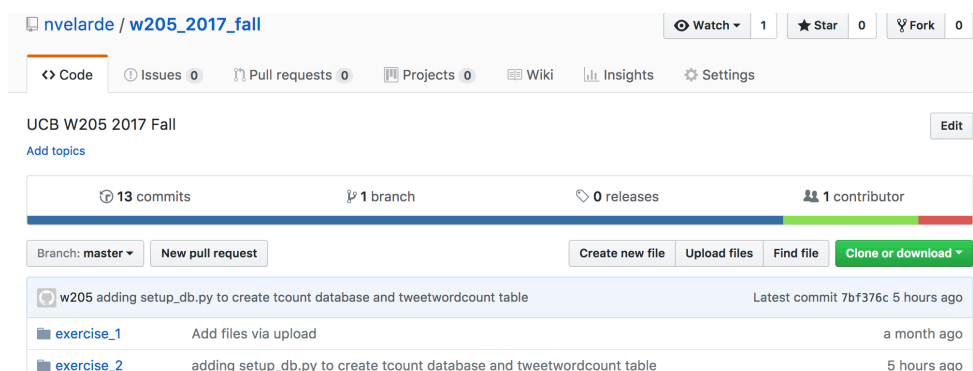 nvelarde / w205_2017_fall Watch 1 Star 0 Fork 0
Code Issues 0 Pull requests 0 Projects 0 Wiki Insights Settings
UCB W205 2017 Fall Edit
Add topics
13 commits 1 branch 0 releases 1 contributor
Branch: master New pull request Create new file Upload files Find file Clone or download
w205 adding setup_db.py to create tcount database and tweetwordcount table Latest commit 7bf376c 5 hours ago
exercise_1 Add files via upload a month ago
exercise_2 adding setup_db.py to create tcount database and tweetwordcount table 5 hours ago